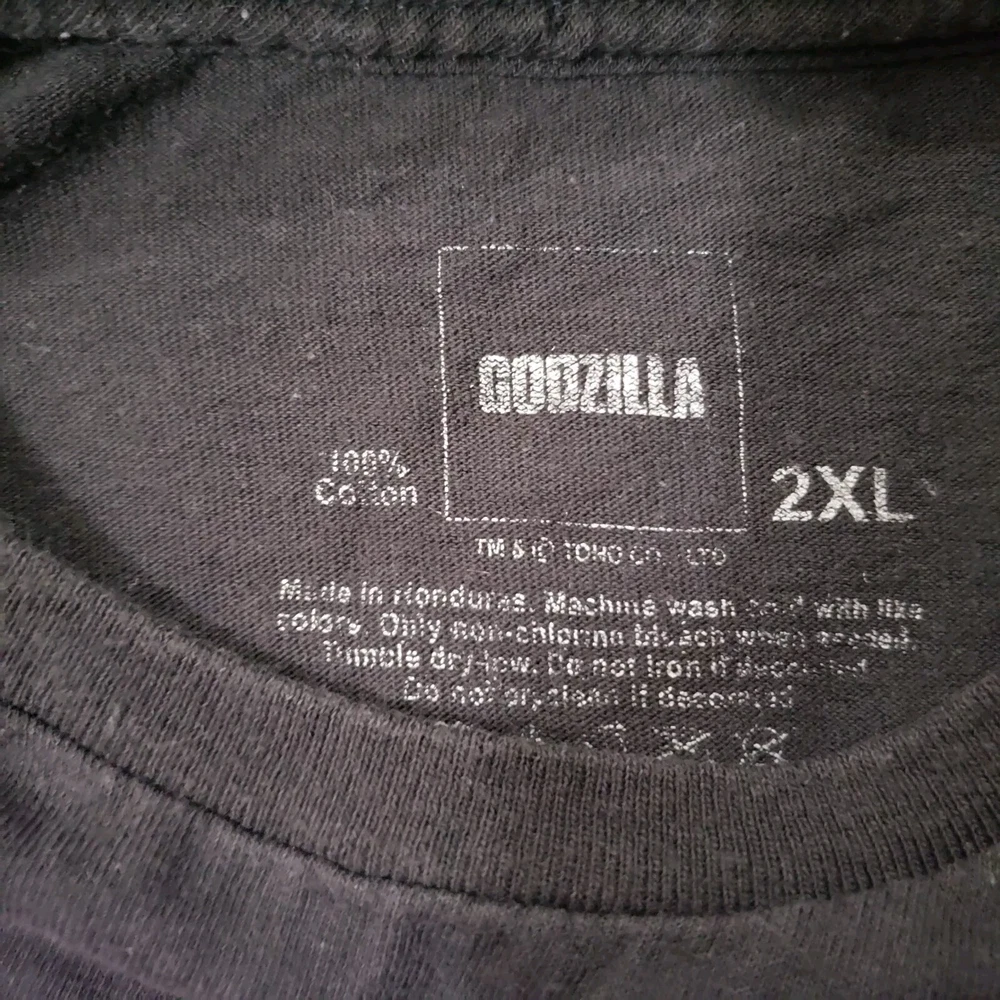 GODZILLA
100%
Cotton
2XL
TM & © TOHO CO., LTD
Made in Honduras. Machine wash cold with like
colors. Only non-chlorine bleach when needed.
Tumble dry-low. Do not Iron if decorated
Do not dryclean if decorated